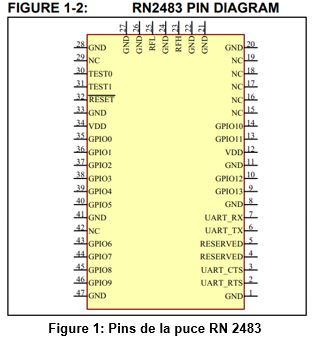 FIGURE 1-2: RN2483 PIN DIAGRAM
27 26 25 24 23 22 21
GND GND RFL GND RFH GND GND
28 GND GND 20
29 NC NC 19
30 TEST0 NC 18
31 TEST1 NC 17
32 RESET NC 16
33 GND NC 15
34 VDD GPIO10 14
35 GPIO0 GPIO11 13
36 GPIO1 VDD 12
37 GPIO2 GND 11
38 GPIO3 GPIO12 10
39 GPIO4 GPIO13 9
40 GPIO5 GND 8
41 GND UART_RX 7
42 NC UART_TX 6
43 GPIO6 RESERVED 5
44 GPIO7 RESERVED 4
45 GPIO8 UART_CTS 3
46 GPIO9 UART_RTS 2
47 GND GND 1
Figure 1: Pins de la puce RN 2483